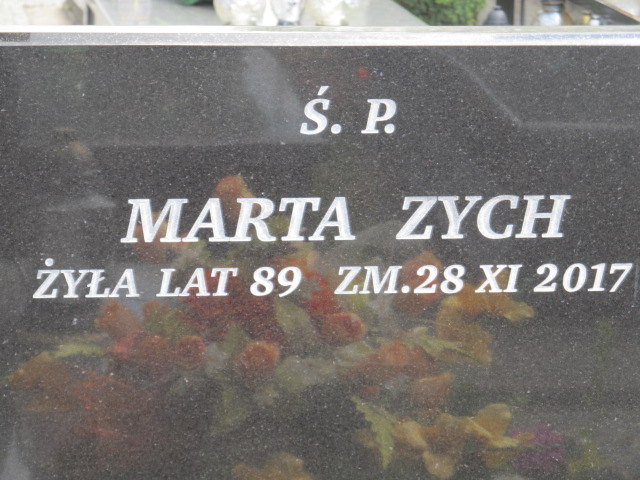 Ś. P.
MARTA ZYCH
ŻYŁA LAT 89 ZM.28 XI 2017